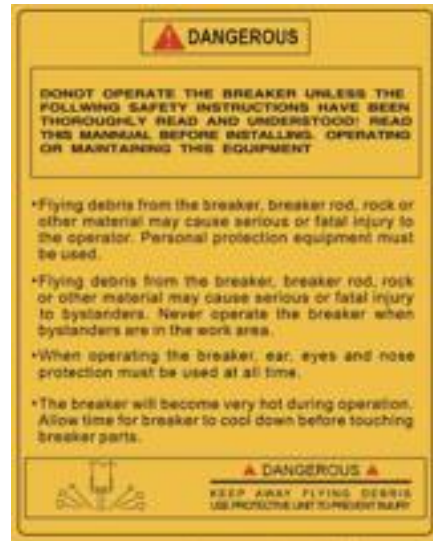 DANGEROUS
DONOT OPERATE THE BREAKER UNLESS THE
FOLLWING SAFETY INSTRUCTIONS HAVE BEEN
THOROUGHLY READ AND UNDERSTOOD! READ
THIS MANNUAL BEFORE INSTALLING. OPERATING
OR MAINTAINING THIS EQUIPMENT
•Flying debris from the breaker, breaker rod, rock or
other material may cause serious or fatal injury to
the operator. Personal protection equipment must
be used.
•Flying debris from the breaker, breaker rod, rock
or other material may cause serious or fatal injury
to bystanders. Never operate the breaker when
bystanders are in the work area.
•When operating the breaker, ear, eyes and nose
protection must be used at all time.
•The breaker will become very hot during operation.
Allow time for breaker to cool down before touching
breaker parts.
DANGEROUS
KEEP AWAY FLYING DEBRIS
USE PROTECTIVE UNIT TO PREVENT INJURY